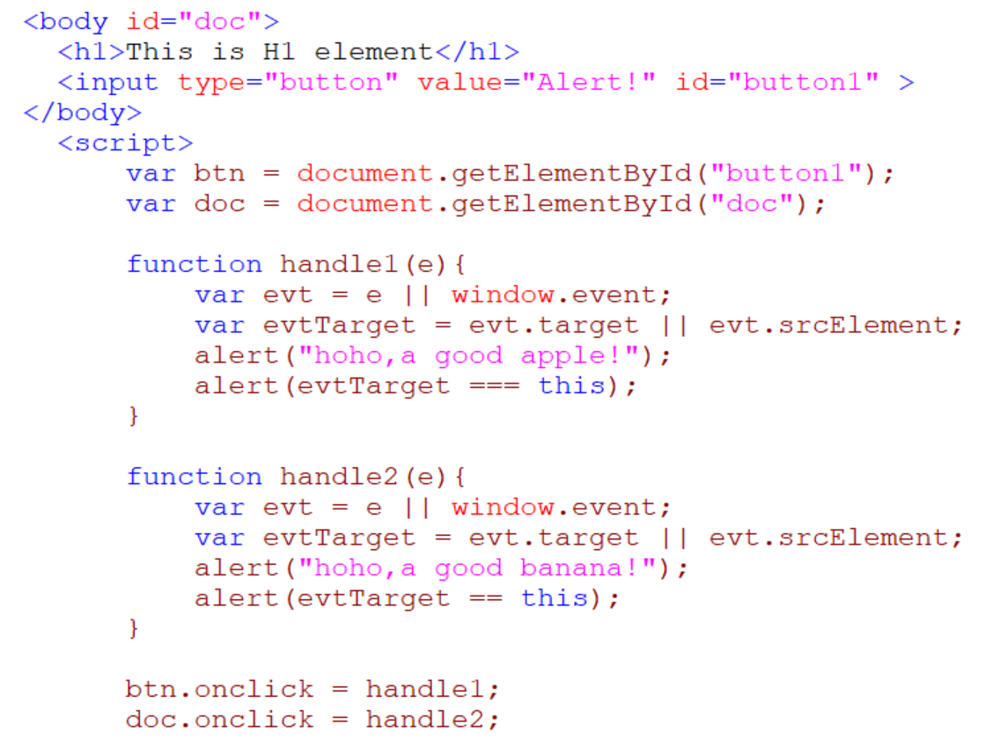 <body id="doc">
  <h1>This is H1 element</h1>
  <input type="button" value="Alert!" id="button1" >
</body>
  <script>
      var btn = document.getElementById("button1");
      var doc = document.getElementById("doc");

      function handle1(e){
          var evt = e || window.event;
          var evtTarget = evt.target || evt.srcElement;
          alert("hoho,a good apple!");
          alert(evtTarget === this);
      }

      function handle2(e){
          var evt = e || window.event;
          var evtTarget = evt.target || evt.srcElement;
          alert("hoho,a good banana!");
          alert(evtTarget == this);
      }

      btn.onclick = handle1;
      doc.onclick = handle2;